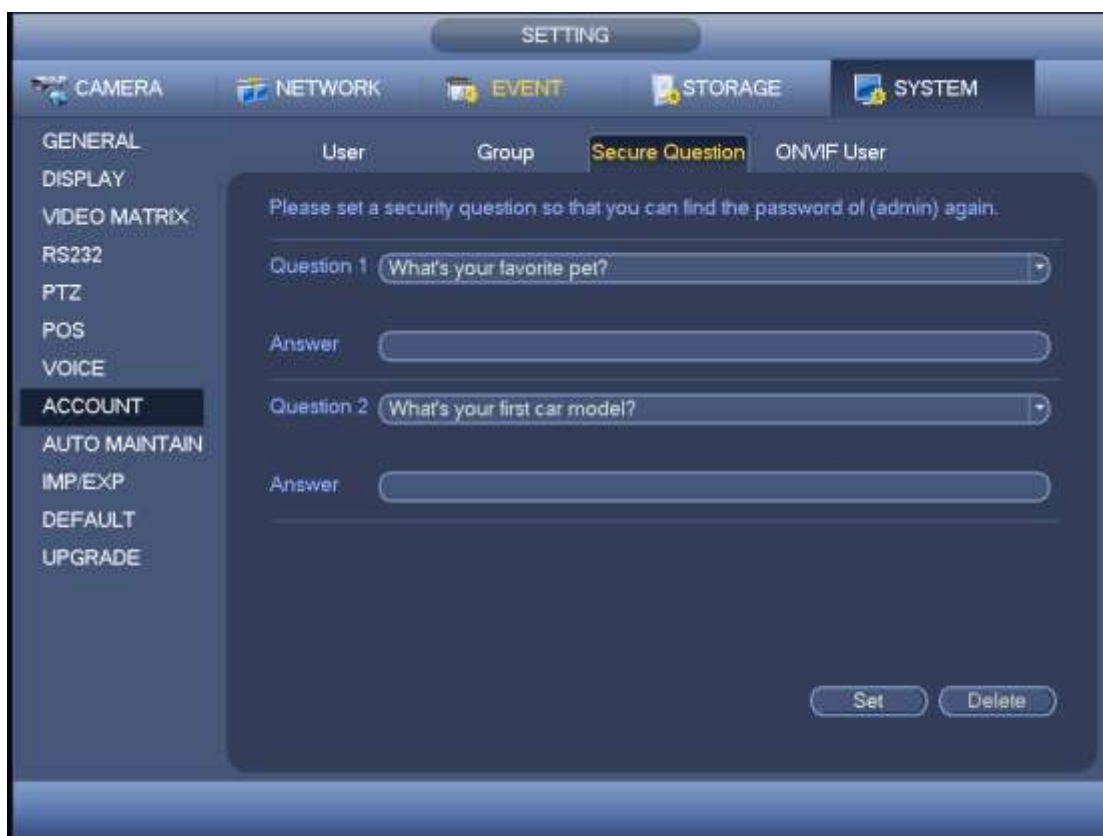 SETTING
CAMERA NETWORK EVENT STORAGE SYSTEM
GENERAL
DISPLAY
VIDEO MATRIX
RS232
PTZ
POS
VOICE
ACCOUNT
AUTO MAINTAIN
IMP/EXP
DEFAULT
UPGRADE
User Group Secure Question ONVIF User
Please set a security question so that you can find the password of (admin) again.
Question 1 What's your favorite pet?
Answer
Question 2 What's your first car model?
Answer
Set Delete